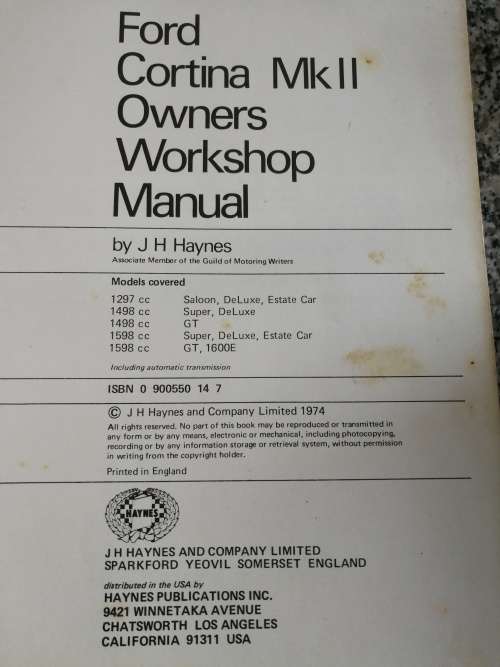 Ford
Cortina Mk II
Owners
Workshop
Manual
by J H Haynes
Associate Member of the Guild of Motoring Writers
Models covered
1297 cc Saloon, DeLuxe, Estate Car
1498 cc Super, DeLuxe
1498 cc GT
1598 cc Super, DeLuxe, Estate Car
1598 cc GT, 1600E
Including automatic transmission
ISBN 0 900550 14 7
© J H Haynes and Company Limited 1974
All rights reserved. No part of this book may be reproduced or transmitted in
any form or by any means, electronic or mechanical, including photocopying,
recording or by any information storage or retrieval system, without permission
in writing from the copyright holder.
Printed in England
HAYNES
J H HAYNES AND COMPANY LIMITED
SPARKFORD YEOVIL SOMERSET ENGLAND
distributed in the USA by
HAYNES PUBLICATIONS INC.
9421 WINNETKA AVENUE
CHATSWORTH LOS ANGELES
CALIFORNIA 91311 USA